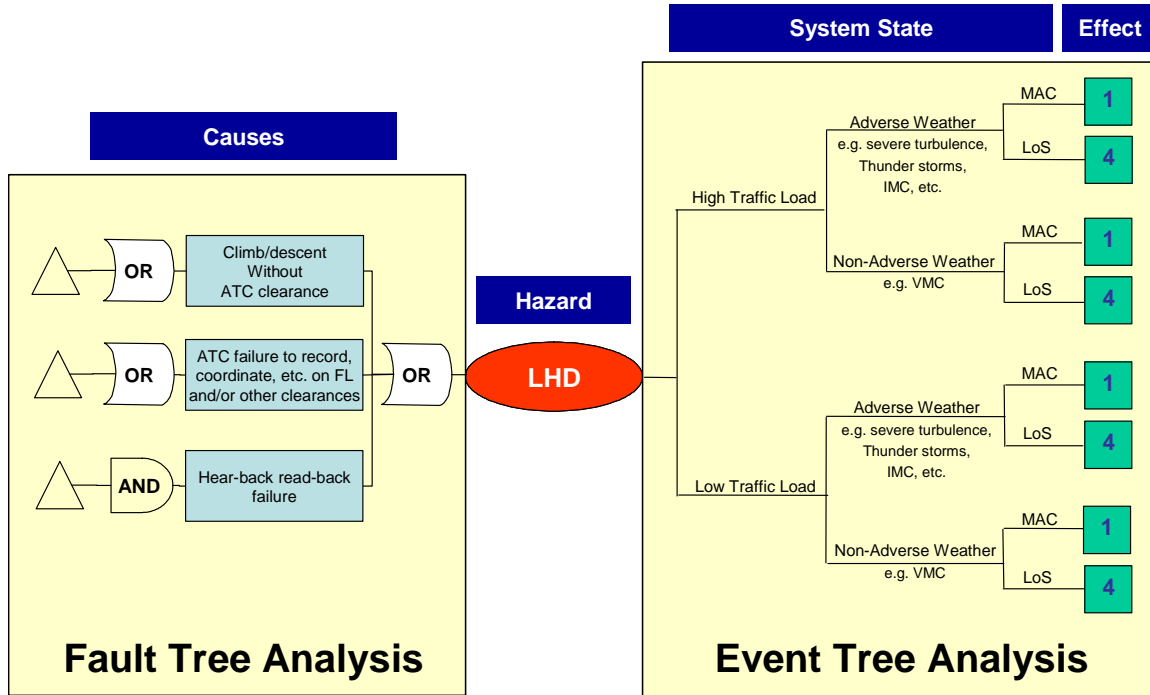 System State
Effect
Causes
Hazard
OR
Climb/descent
Without
ATC clearance
OR
ATC failure to record,
coordinate, etc. on FL
and/or other clearances
OR
AND
Hear-back read-back
failure
Fault Tree Analysis
LHD
High Traffic Load
Adverse Weather
e.g. severe turbulence,
Thunder storms,
IMC, etc.
MAC
1
LoS
4
Non-Adverse Weather
e.g. VMC
MAC
1
LoS
4
Low Traffic Load
Adverse Weather
e.g. severe turbulence,
Thunder storms,
IMC, etc.
MAC
1
LoS
4
Non-Adverse Weather
e.g. VMC
MAC
1
LoS
4
Event Tree Analysis